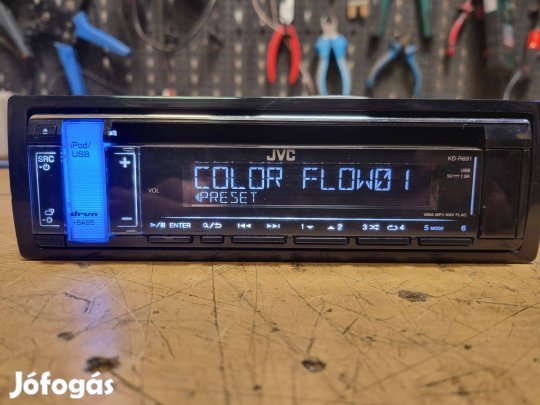 JVC
KD-R691
iPod/
USB
SRC
USB
5V 1.0A
VOL
COLOR FLOW01
PRESET
BASS
WMA MP3 WAV FLAC
ENTER
1
2
3
4
5 MODE
6
Jófogás